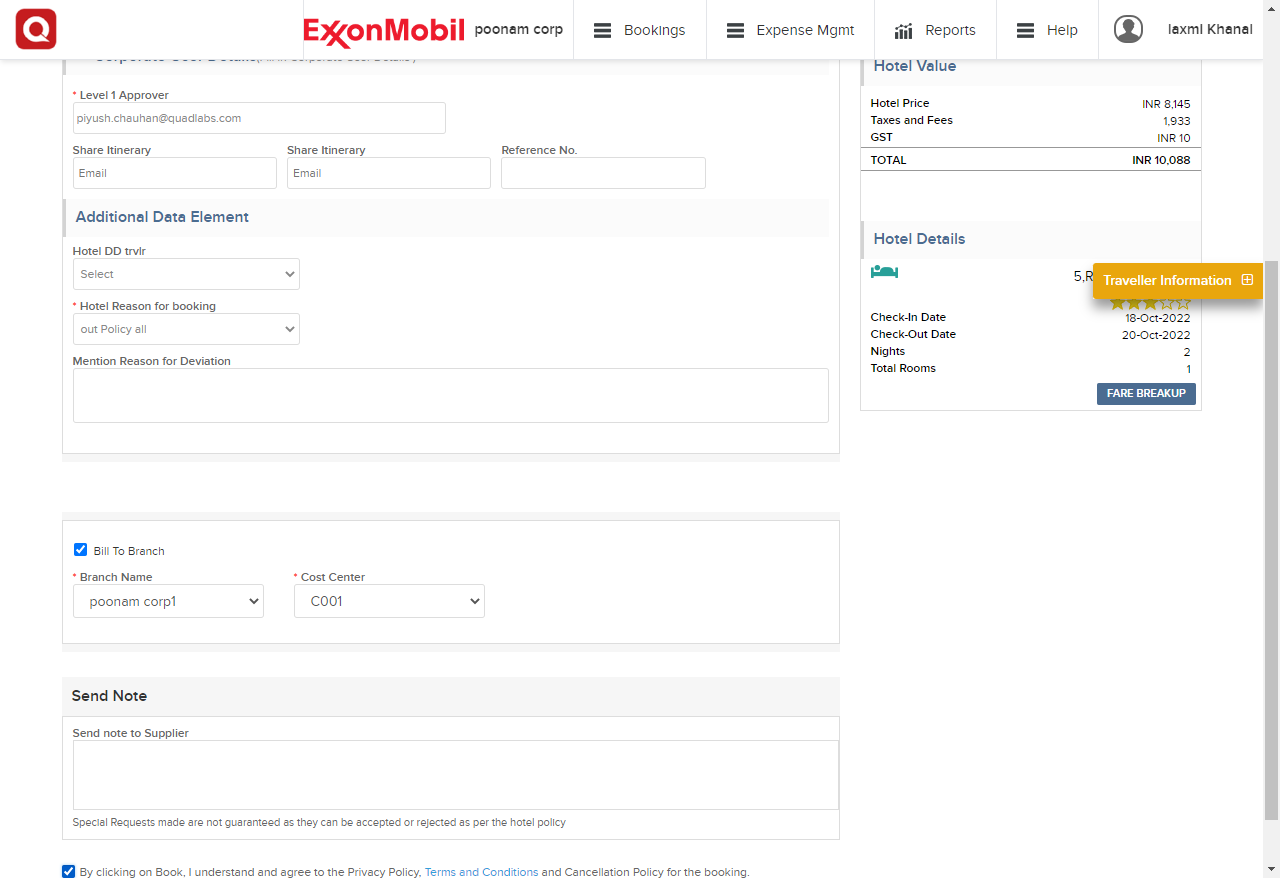 ExxonMobil poonam corp Bookings Expense Mgmt Reports Help laxmi Khanal
* Level 1 Approver
piyush.chauhan@quadlabs.com
Share Itinerary Share Itinerary Reference No.
Email Email
Additional Data Element
Hotel DD trvlr
Select
* Hotel Reason for booking
out Policy all
Mention Reason for Deviation
Bill To Branch
* Branch Name * Cost Center
poonam corp1 C001
Send Note
Send note to Supplier
Special Requests made are not guaranteed as they can be accepted or rejected as per the hotel policy
By clicking on Book, I understand and agree to the Privacy Policy, Terms and Conditions and Cancellation Policy for the booking.
Hotel Value
Hotel Price INR 8,145
Taxes and Fees 1,933
GST INR 10
TOTAL INR 10,088
Hotel Details
5,R
Traveller Information
Check-In Date 18-Oct-2022
Check-Out Date 20-Oct-2022
Nights 2
Total Rooms 1
FARE BREAKUP